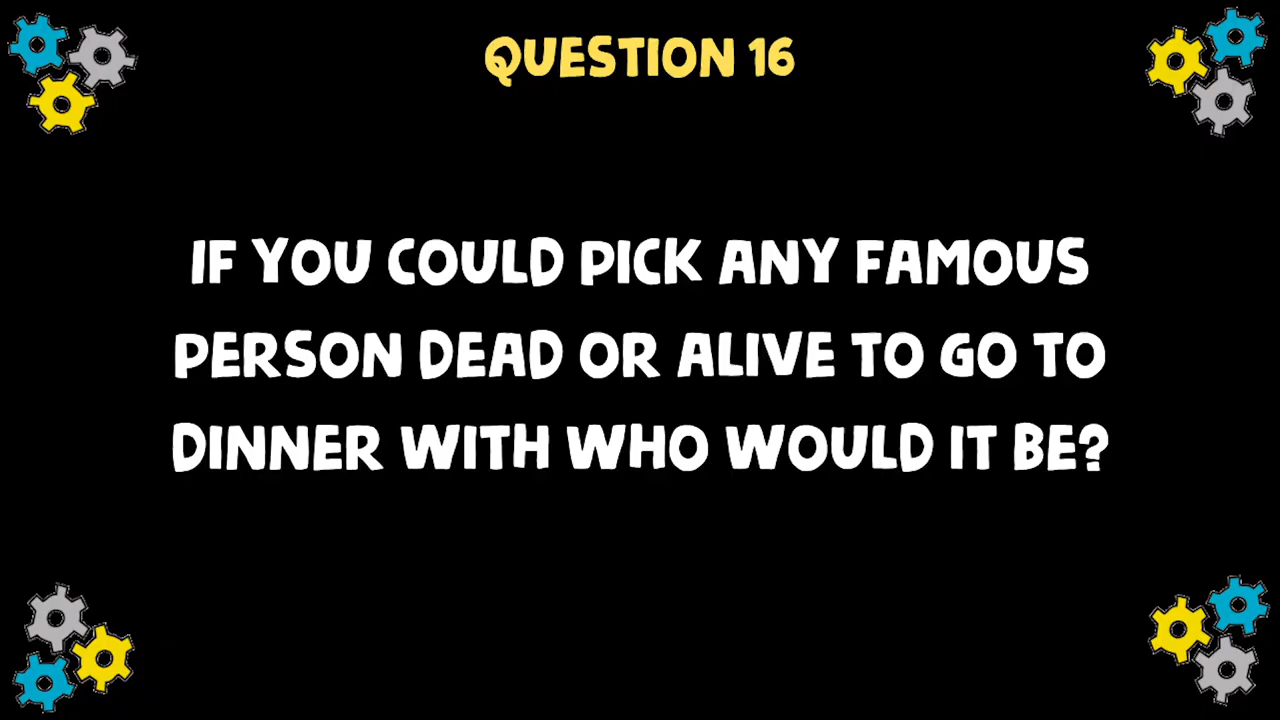 QUESTION 16
IF YOU COULD PICK ANY FAMOUS
PERSON DEAD OR ALIVE TO GO TO
DINNER WITH WHO WOULD IT BE?